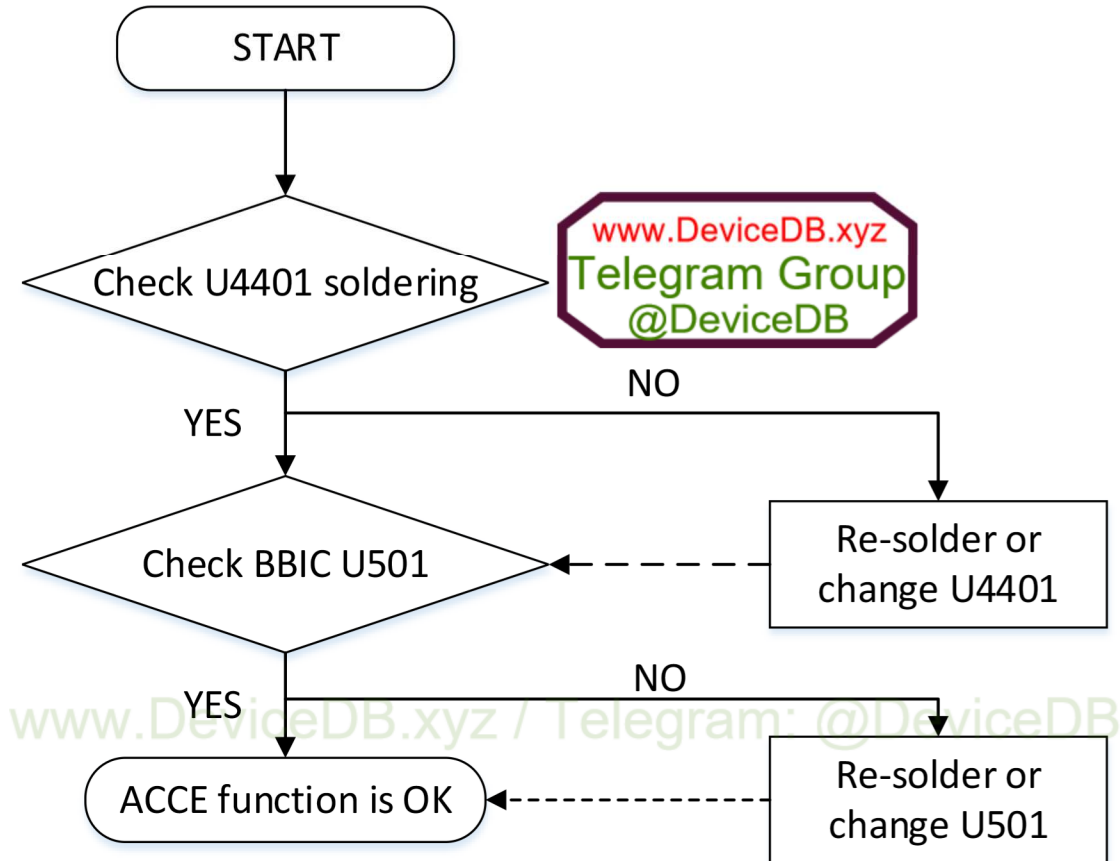 START
Check U4401 soldering
www.DeviceDB.xyz
Telegram Group
@DeviceDB
NO
YES
Check BBIC U501
Re-solder or
change U4401
NO
YES
www.DeviceDB.xyz / Telegram: @DeviceDB
ACCE function is OK
Re-solder or
change U501